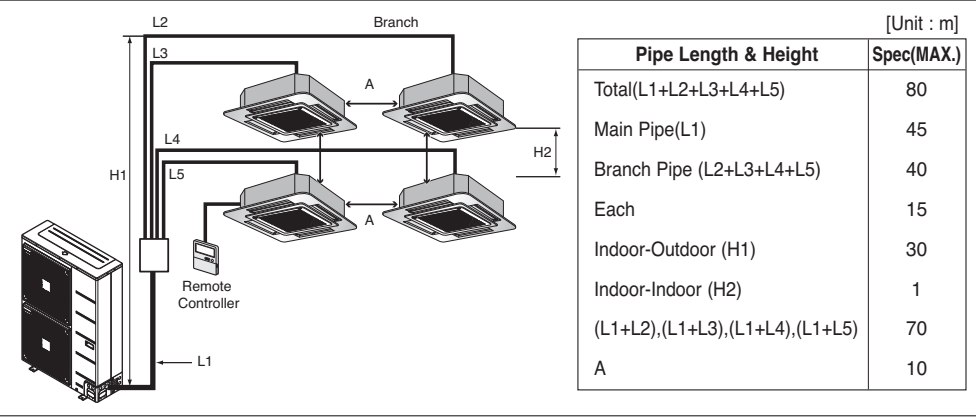 L2
Branch
L3
A
L4
H2
L5
H1
A
Remote
Controller
L1
[Unit : m]
Pipe Length & Height Spec(MAX.)
Total(L1+L2+L3+L4+L5) 80
Main Pipe(L1) 45
Branch Pipe (L2+L3+L4+L5) 40
Each 15
Indoor-Outdoor (H1) 30
Indoor-Indoor (H2) 1
(L1+L2),(L1+L3),(L1+L4),(L1+L5) 70
A 10